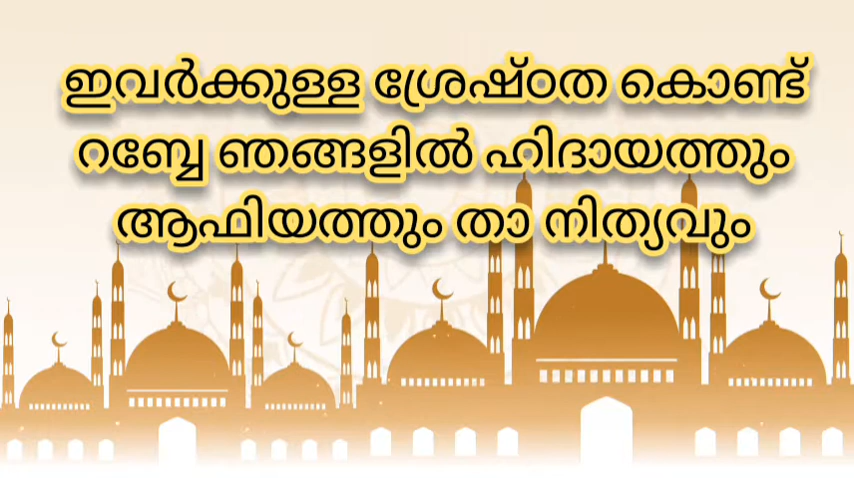 ഇവർക്കുള്ള ശ്രേഷ്ഠത കൊണ്ട്
റബ്ബേ ഞങ്ങളിൽ ഹിദായത്തും
ആഫിയത്തും താ നിത്യവും